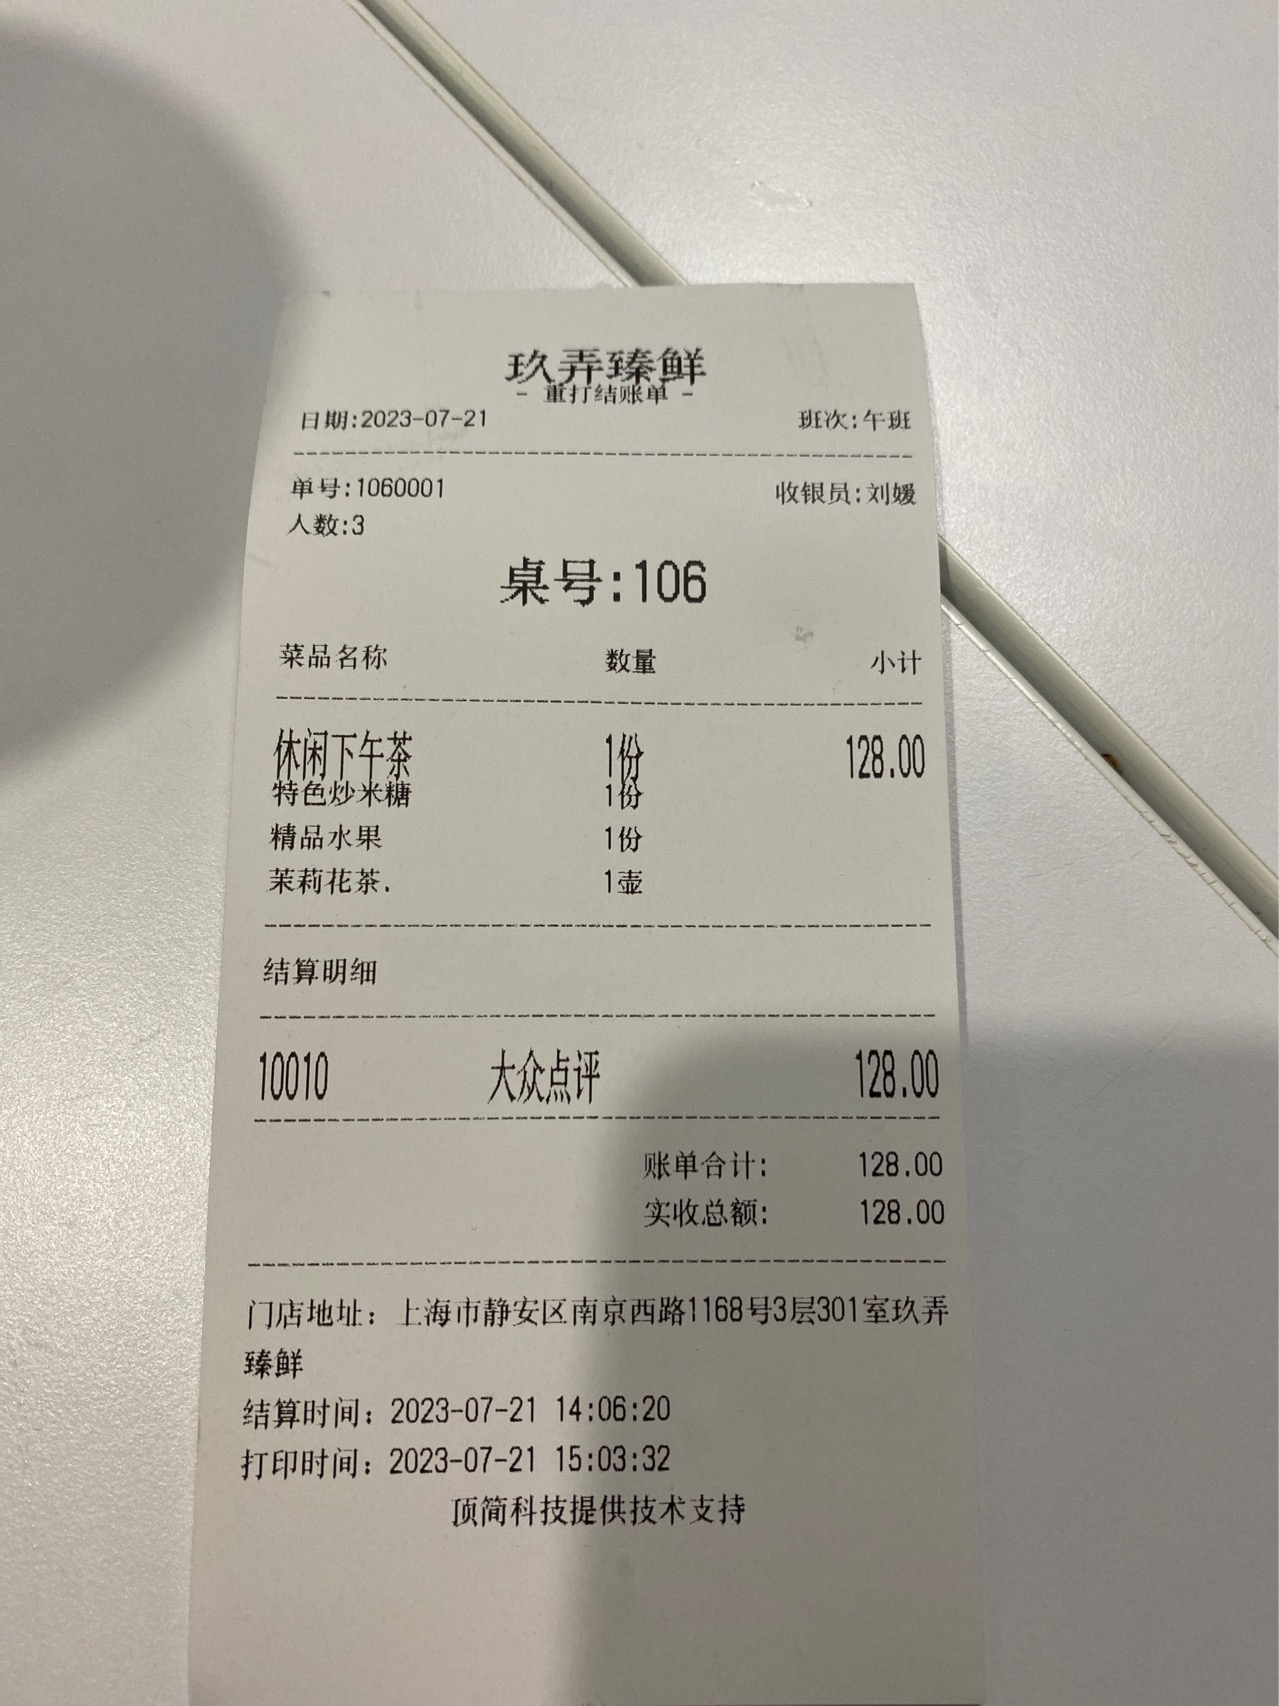 玖弄臻鲜
- 重打结账单 -
日期:2023-07-21 班次:午班
单号:1060001 收银员:刘媛
人数:3
桌号:106
菜品名称 数量 小计
休闲下午茶 1份 128.00
特色炒米糖 1份
精品水果 1份
茉莉花茶. 1壶
结算明细
10010 大众点评 128.00
账单合计: 128.00
实收总额: 128.00
门店地址：上海市静安区南京西路1168号3层301室玖弄
臻鲜
结算时间：2023-07-21 14:06:20
打印时间：2023-07-21 15:03:32
顶简科技提供技术支持